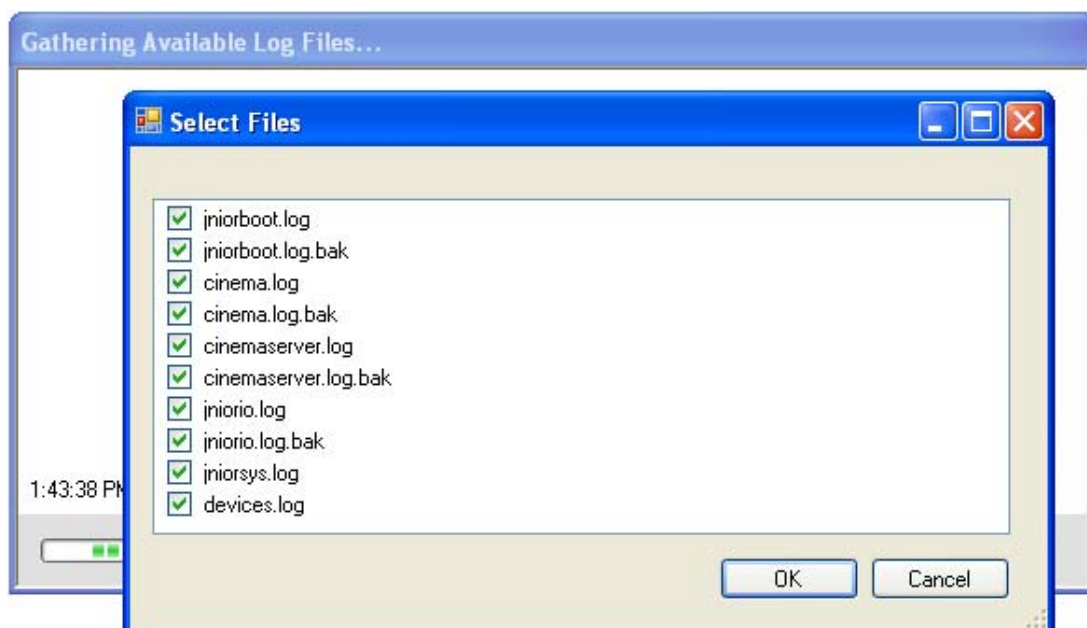 Gathering Available Log Files...
Select Files
jniorboot.log
jniorboot.log.bak
cinema.log
cinema.log.bak
cinemaserver.log
cinemaserver.log.bak
jniorio.log
jniorio.log.bak
jniorsys.log
devices.log
1:43:38 PM
OK
Cancel